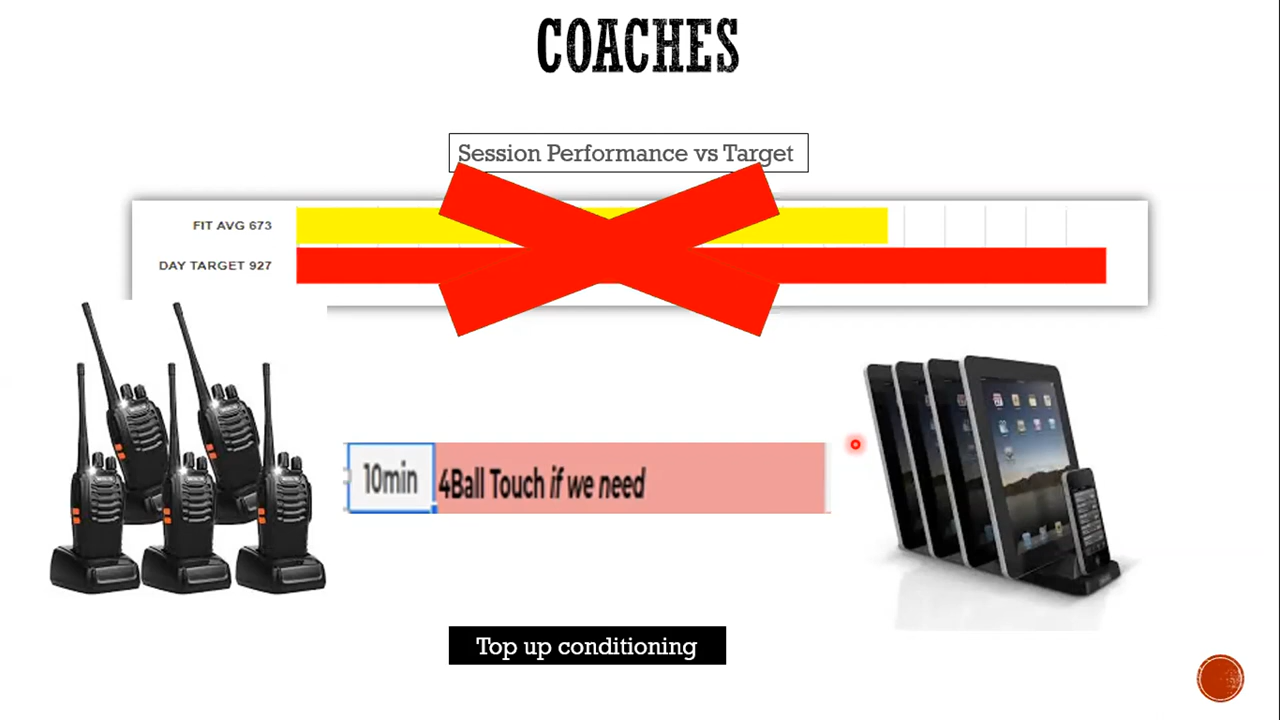 COACHES
Session Performance vs Target
FIT AVG 673
DAY TARGET 927
10min 4Ball Touch if we need
Top up conditioning